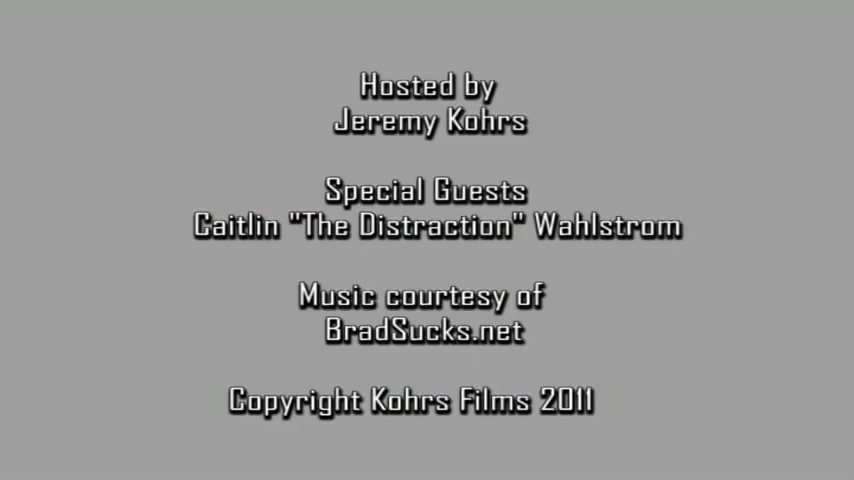 Hosted by
Jeremy Kohrs
Special Guests
Caitlin "The Distraction" Wahlstrom
Music courtesy of
BradSucks.net
Copyright Kohrs Films 2011